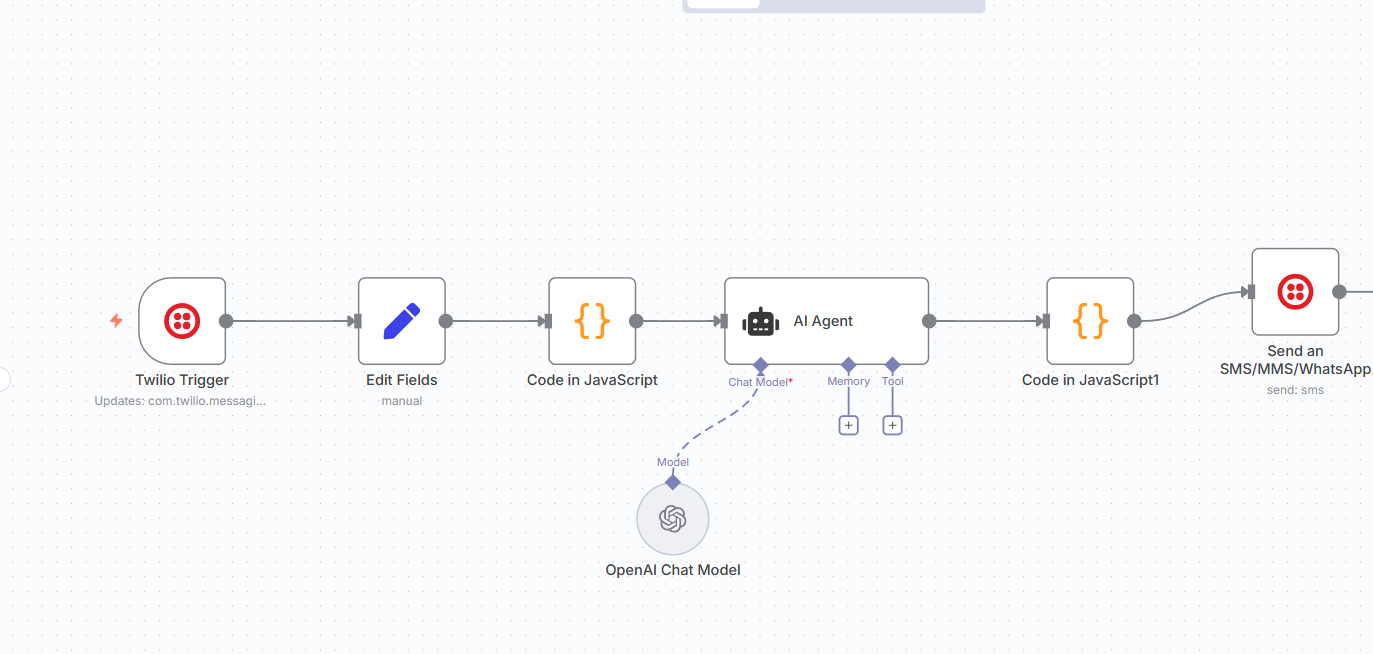 Twilio Trigger
Updates: com.twilio.messagi...
Edit Fields
manual
Code in JavaScript
AI Agent
Chat Model*
Memory
Tool
+
+
Model
OpenAI Chat Model
Code in JavaScript1
Send an
SMS/MMS/WhatsApp
send: sms